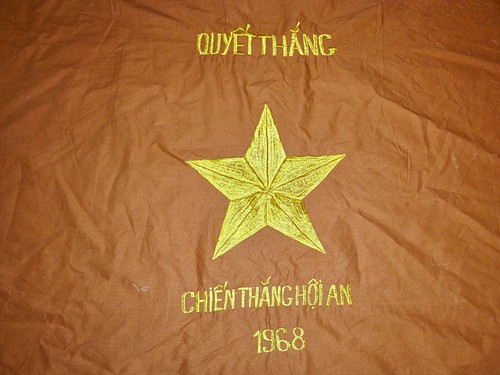 QUYẾT THẮNG
CHIẾN THẮNG HỘI AN
1968